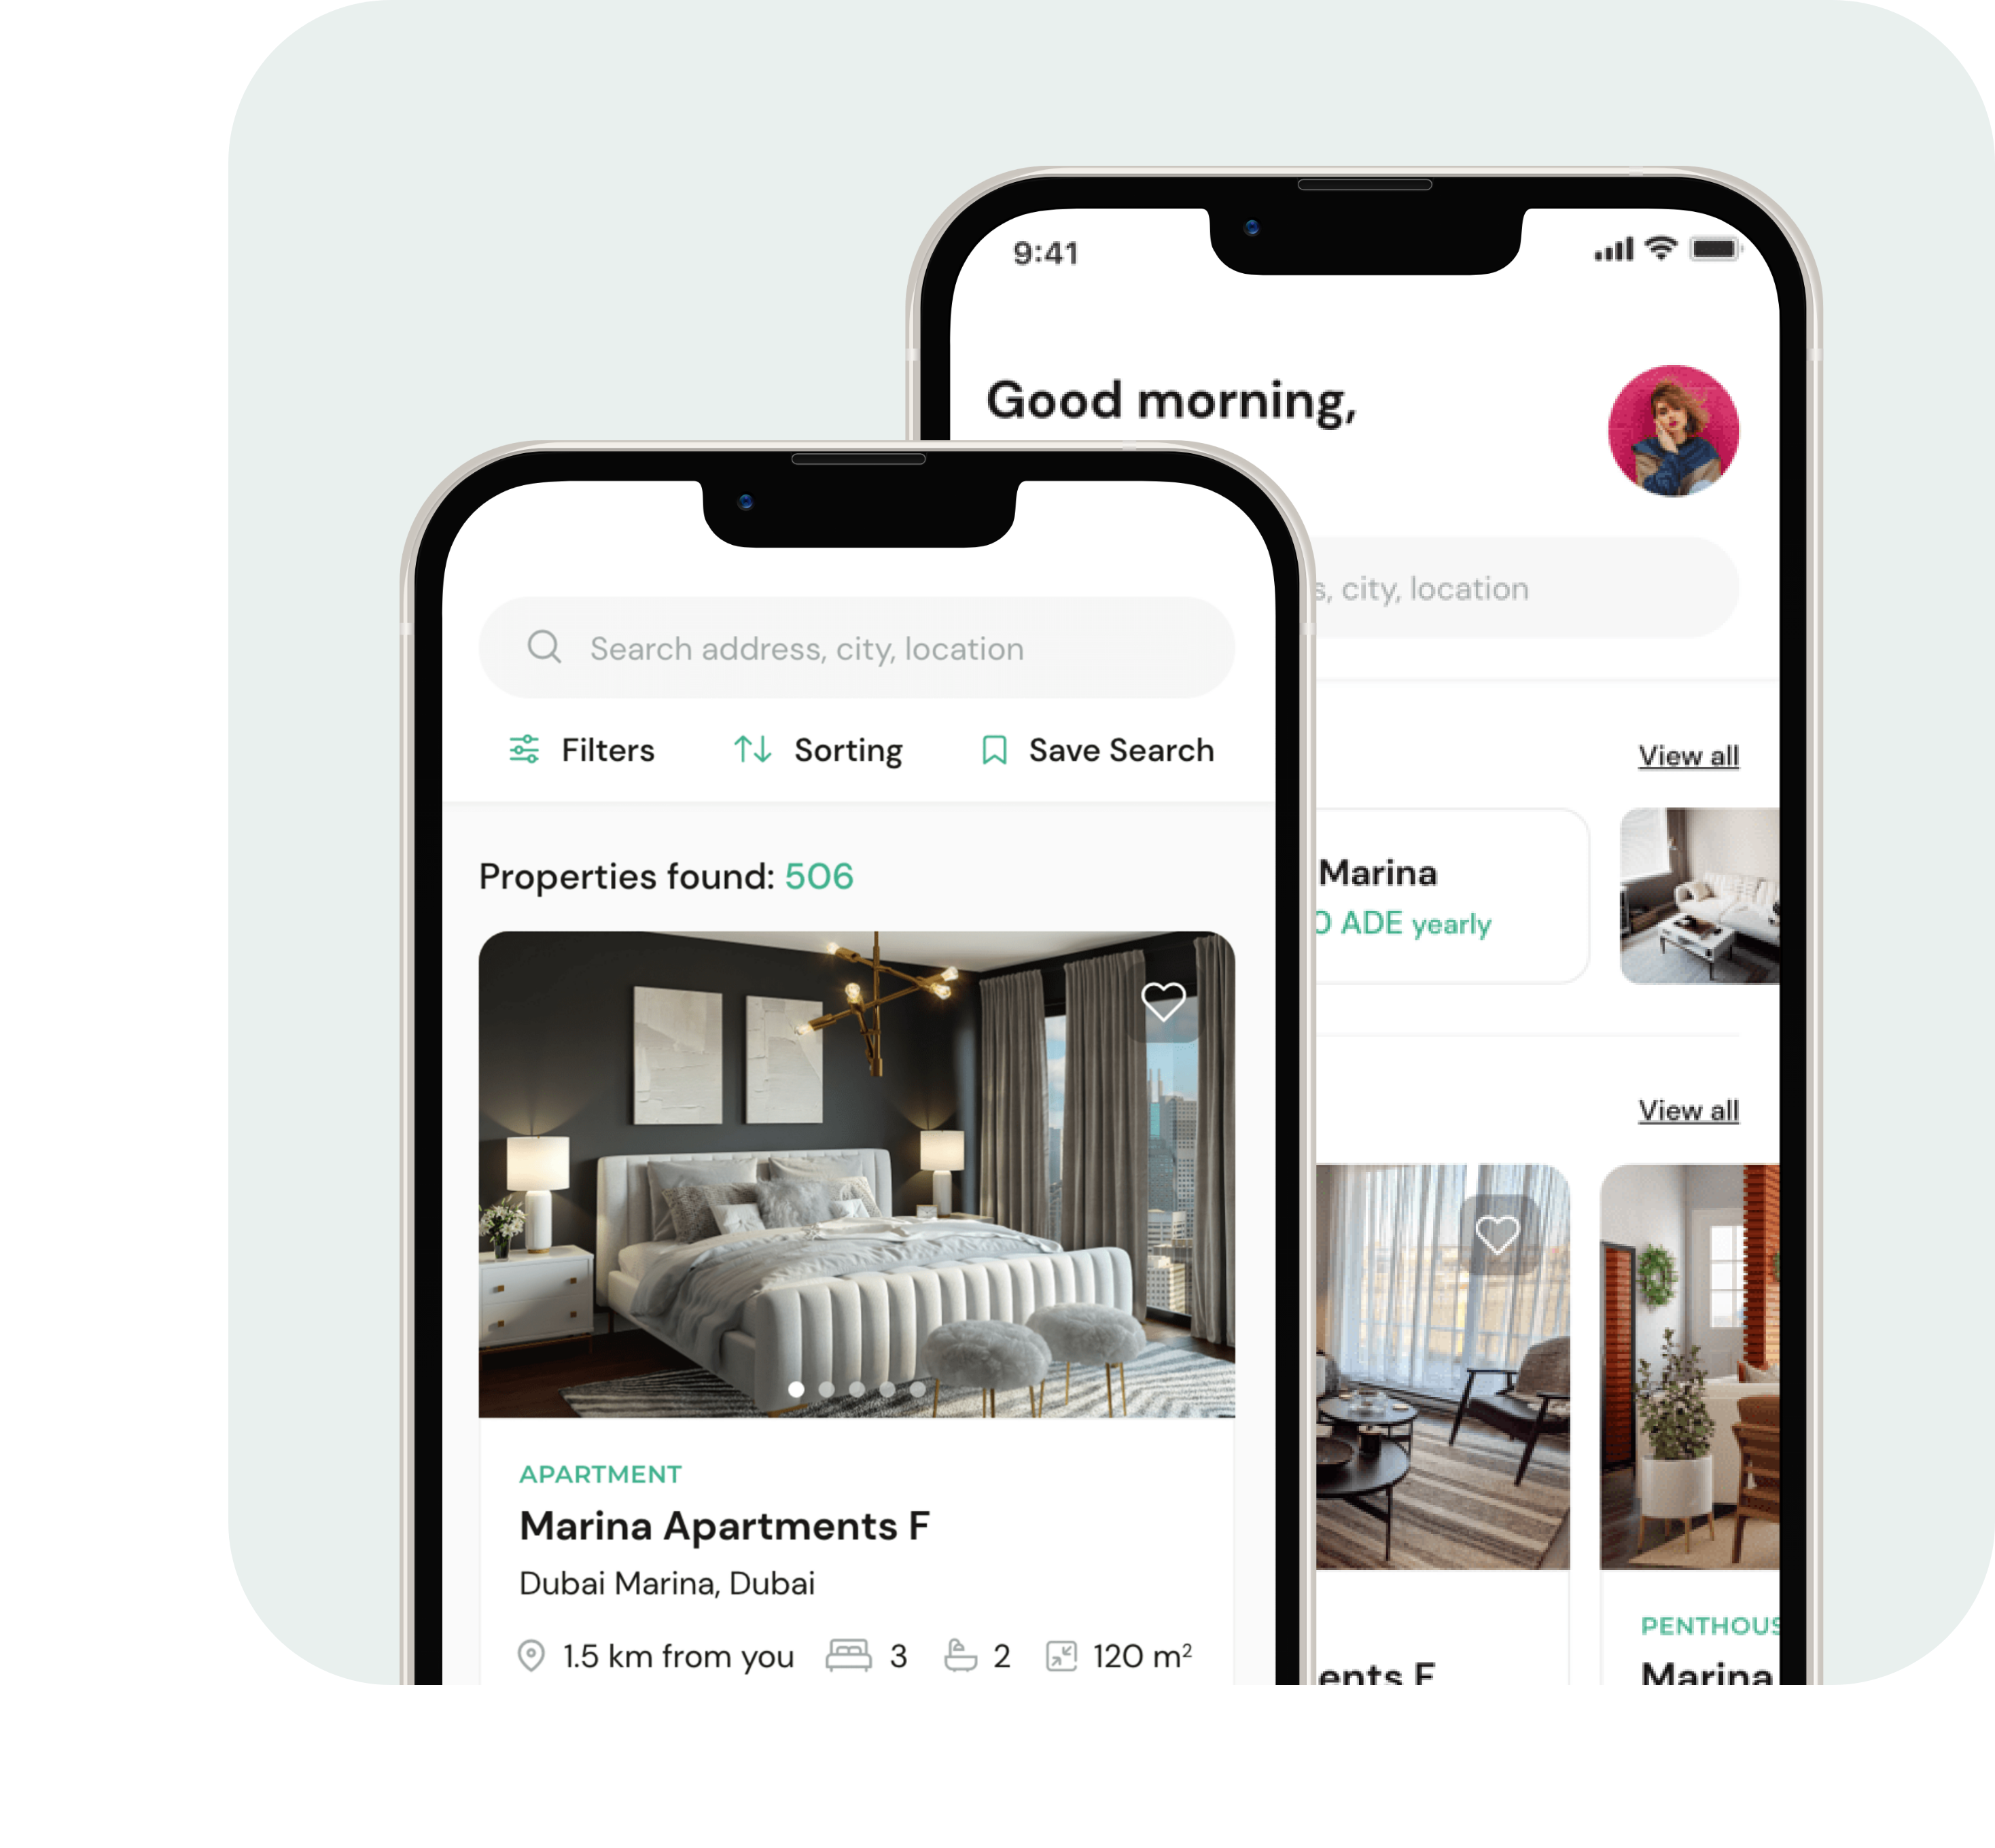 9:41
Good morning,
s, city, location
View all
Marina
0 ADE yearly
View all
PENTHOUS
ents F
Marina
Search address, city, location
Filters
Sorting
Save Search
Properties found: 506
APARTMENT
Marina Apartments F
Dubai Marina, Dubai
1.5 km from you 3 2 120 m²